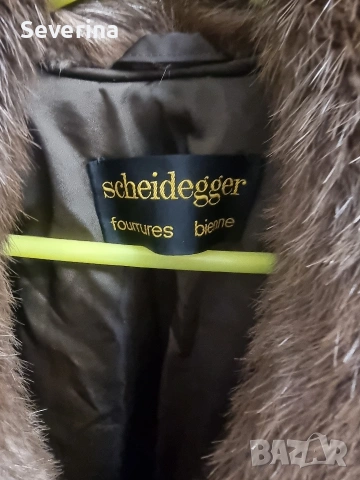 Severina
scheidegger
fourrures bienne
BAZAR